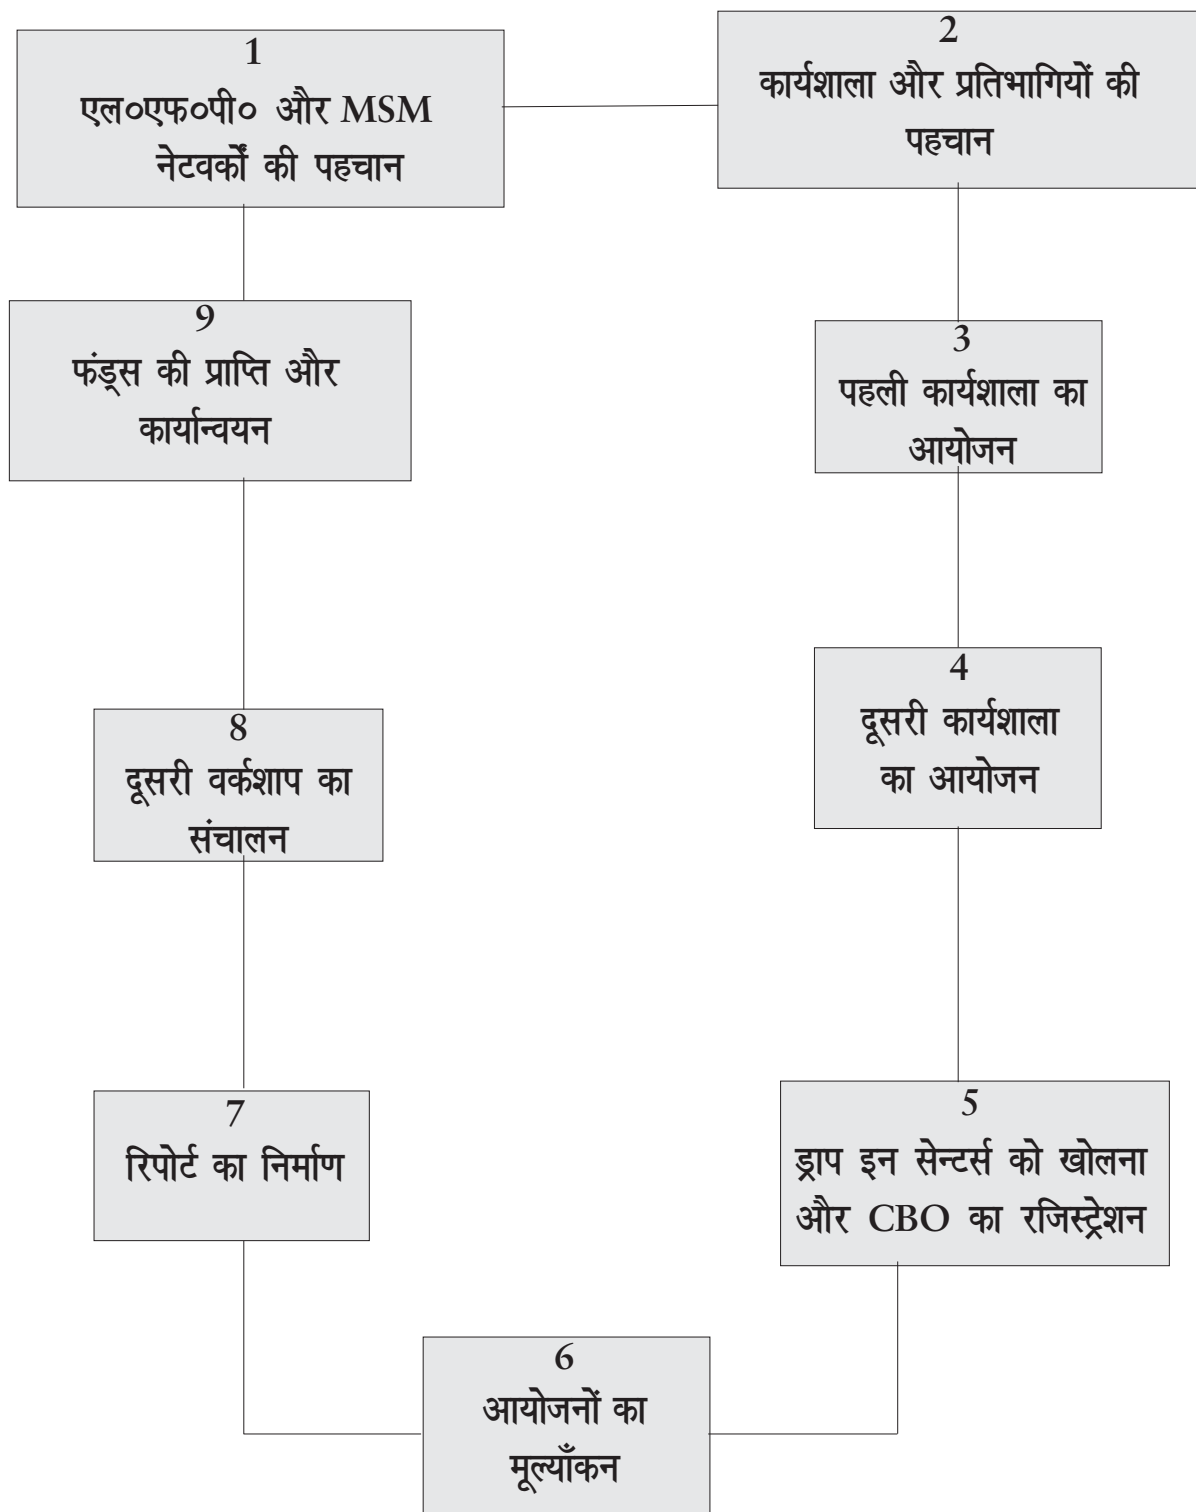 1
एल०एफ०पी० और MSM
नेटवर्कों की पहचान
2
कार्यशाला और प्रतिभागियों की
पहचान
3
पहली कार्यशाला का
आयोजन
4
दूसरी कार्यशाला
का आयोजन
5
ड्राप इन सेन्टर्स को खोलना
और CBO का रजिस्ट्रेशन
6
आयोजनों का
मूल्याँकन
7
रिपोर्ट का निर्माण
8
दूसरी वर्कशाप का
संचालन
9
फंड्स की प्राप्ति और
कार्यान्वयन